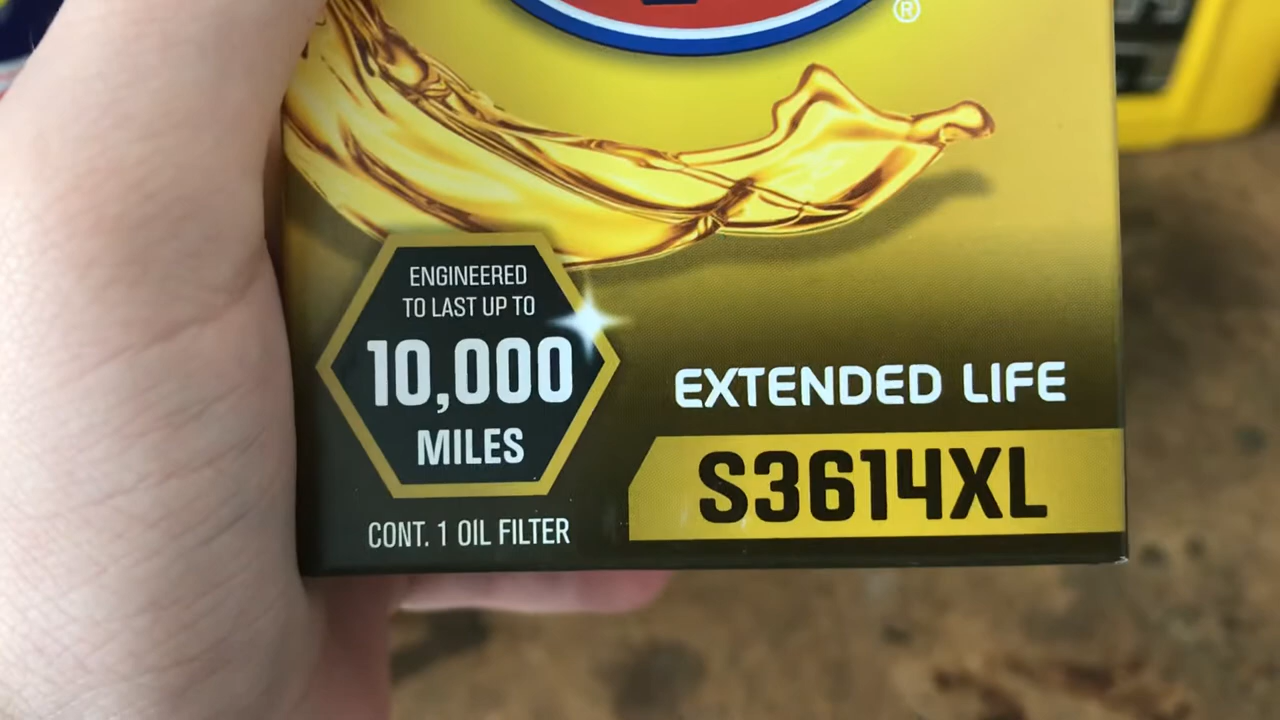 ®
ENGINEERED
TO LAST UP TO
10,000
MILES
CONT. 1 OIL FILTER
EXTENDED LIFE
S3614XL